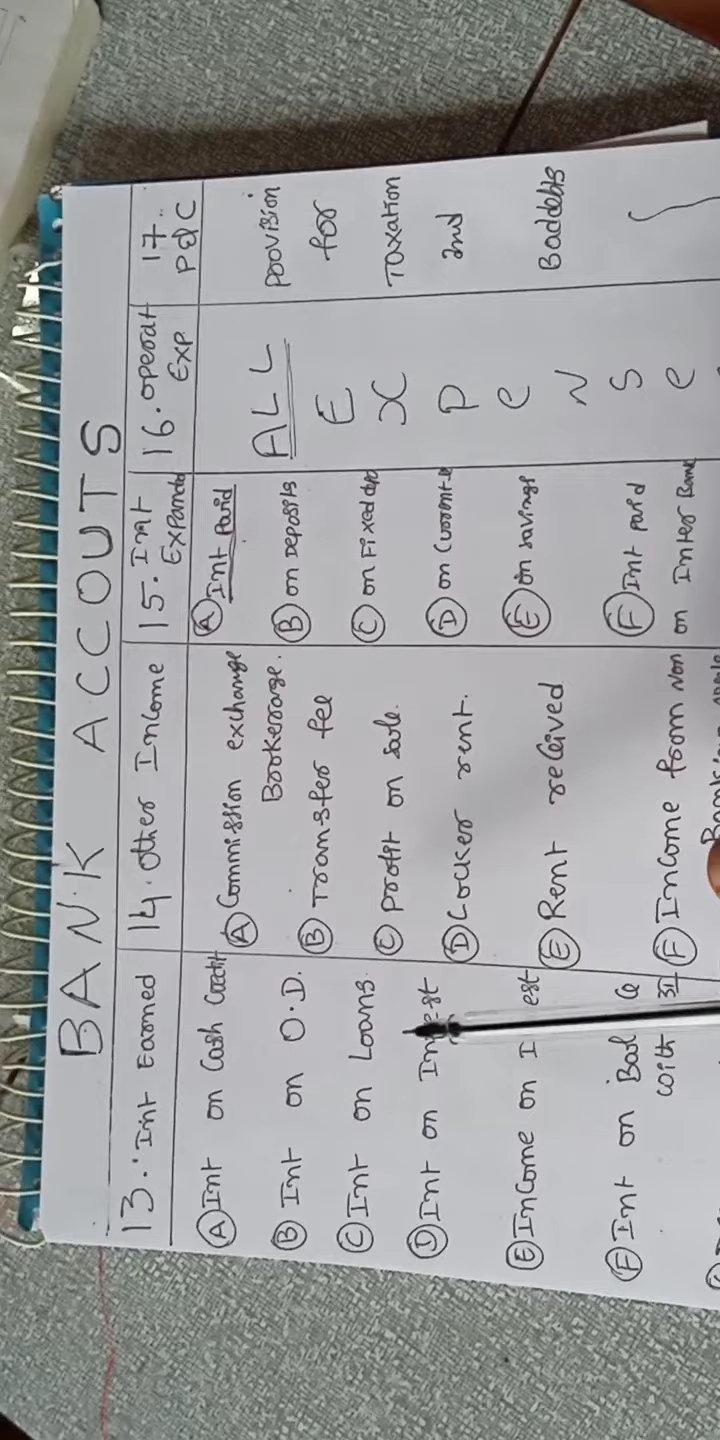 BANK ACCOUTS
13. Int Earned
(A) Int on Cash Credit
(B) Int on O.D.
(C) Int on Loans.
(D) Int on
(E) Income on
(F) Int on Bal
with
14. Other Income
(A) Commission exchange
Brokerage.
(B) Transfer fee
(C) Profit on sale.
(D) Locker rent.
(E) Rent received
(F) Income from Non
15. Int
Expanded
(A) Int Paid
(B) on Deposits
(C) on Fixed dep
(D) on Current
(E) on savings
(F) Int paid
on Inter Bank
16. operat
Exp.
ALL
E
X
P
e
N
S
e
17.
P&C
Provision
for
Taxation
and
Baddebts